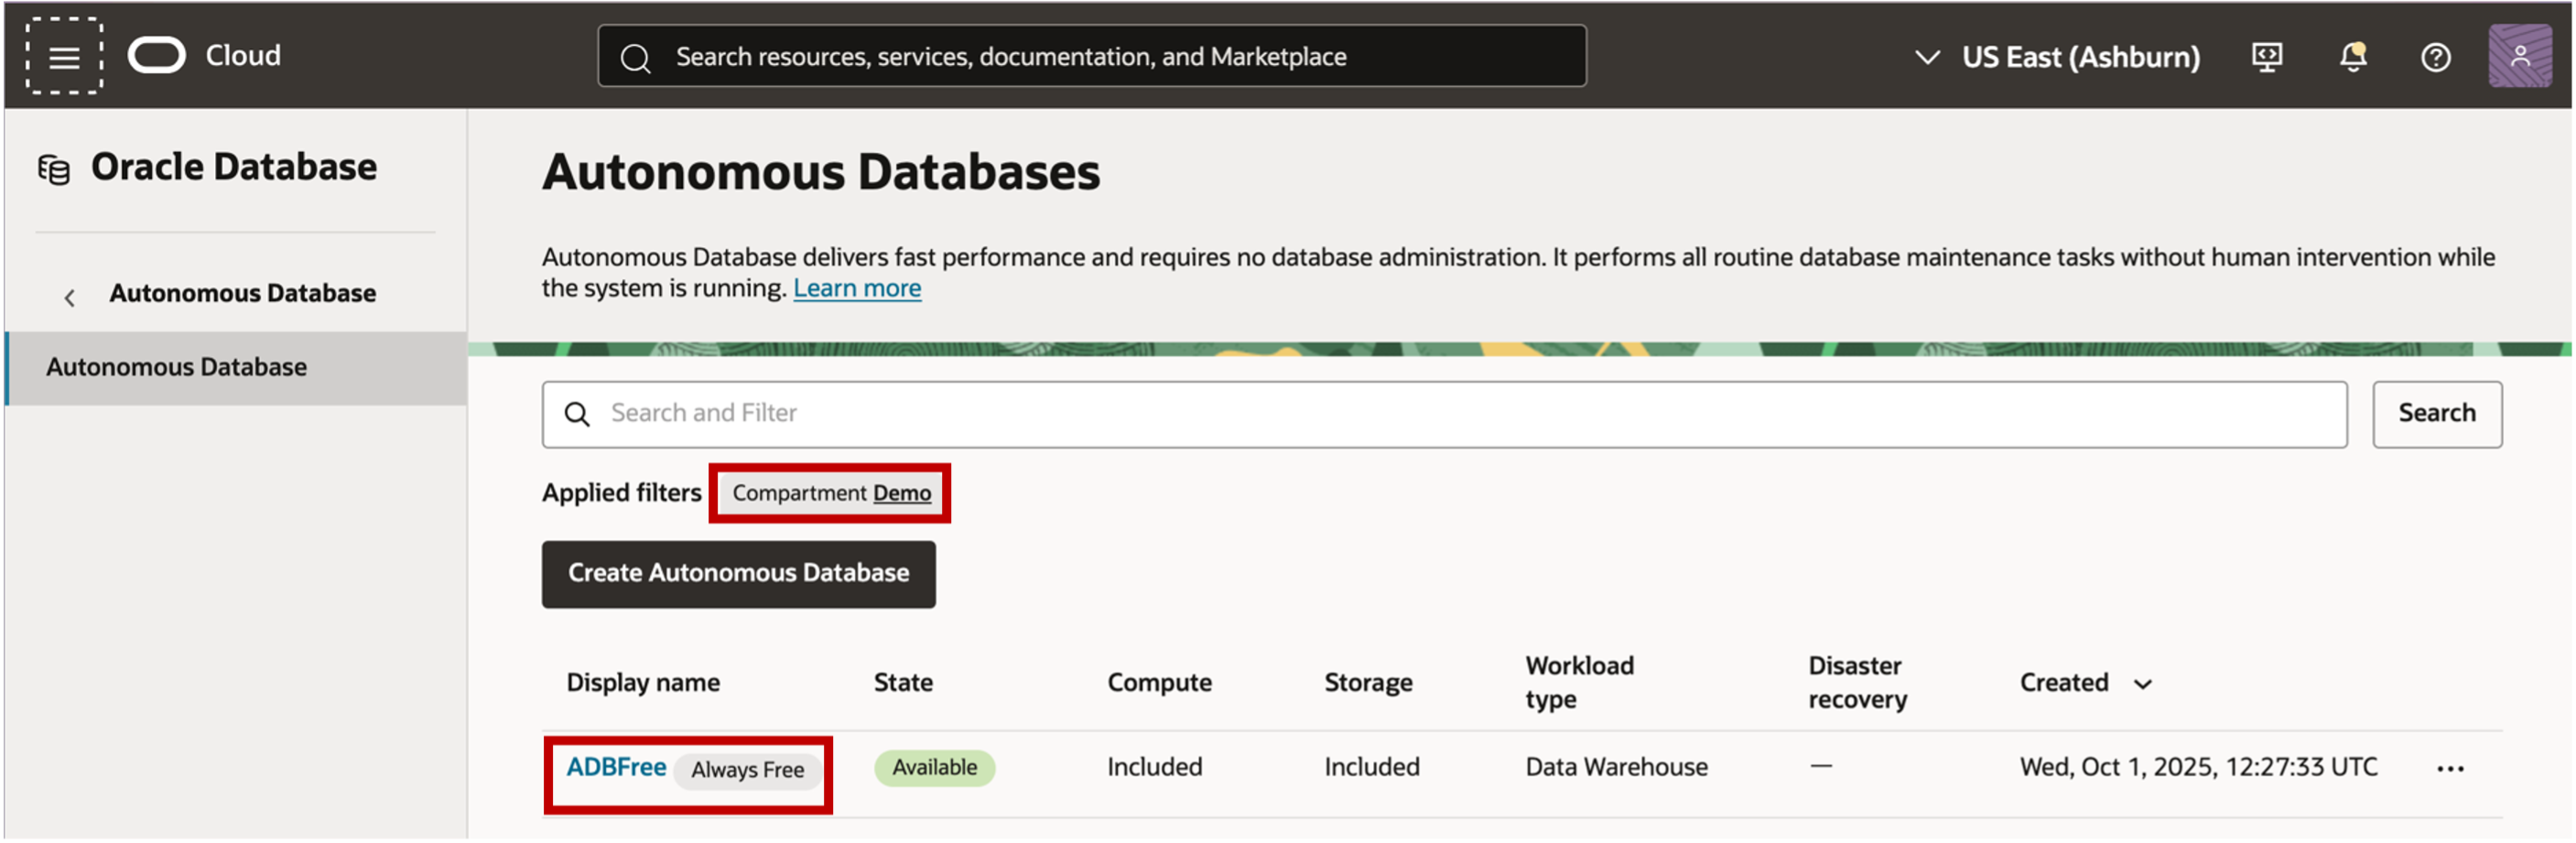 Cloud
Search resources, services, documentation, and Marketplace
US East (Ashburn)
Oracle Database
Autonomous Database
Autonomous Database
Autonomous Databases
Autonomous Database delivers fast performance and requires no database administration. It performs all routine database maintenance tasks without human intervention while
the system is running. Learn more
Search and Filter
Search
Applied filters Compartment Demo
Create Autonomous Database
Display name State Compute Storage Workload type Disaster recovery Created
ADBFree Always Free Available Included Included Data Warehouse — Wed, Oct 1, 2025, 12:27:33 UTC